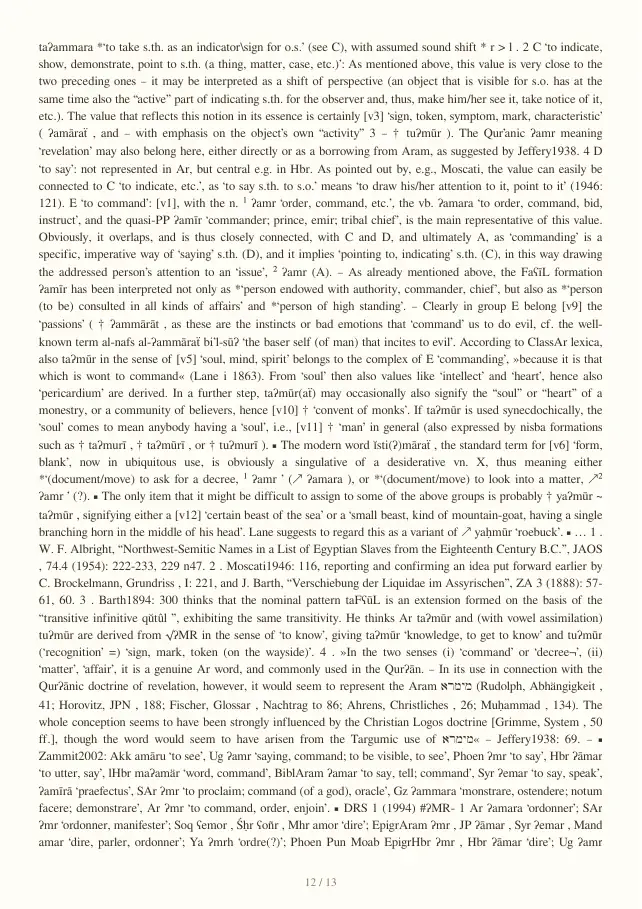 taʔammara *‘to take s.th. as an indicator\sign for o.s.’ (see C), with assumed sound shift * r > l . 2 C ‘to indicate,
show, demonstrate, point to s.th. (a thing, matter, case, etc.)’: As mentioned above, this value is very close to the
two preceding ones – it may be interpreted as a shift of perspective (an object that is visible for s.o. has at the
same time also the “active” part of indicating s.th. for the observer and, thus, make him/her see it, take notice of it,
etc.). The value that reflects this notion in its essence is certainly [v3] ‘sign, token, symptom, mark, characteristic’
( ʔamāraẗ , and – with emphasis on the object’s own “activity” 3 – † tuʔmūr ). The Qurʾanic ʔamr meaning
‘revelation’ may also belong here, either directly or as a borrowing from Aram, as suggested by Jeffery1938. 4 D
‘to say’: not represented in Ar, but central e.g. in Hbr. As pointed out by, e.g., Moscati, the value can easily be
connected to C ‘to indicate, etc.’, as ‘to say s.th. to s.o.’ means ‘to draw his/her attention to it, point to it’ (1946:
121). E ‘to command’: [v1], with the n. ¹ ʔamr ‘order, command, etc.’, the vb. ʔamara ‘to order, command, bid,
instruct’, and the quasi-PP ʔamīr ‘commander; prince, emir; tribal chief’, is the main representative of this value.
Obviously, it overlaps, and is thus closely connected, with C and D, and ultimately A, as ‘commanding’ is a
specific, imperative way of ‘saying’ s.th. (D), and it implies ‘pointing to, indicating’ s.th. (C), in this way drawing
the addressed person’s attention to an ‘issue’, ² ʔamr (A). – As already mentioned above, the FaʕīL formation
ʔamīr has been interpreted not only as *‘person endowed with authority, commander, chief’, but also as *‘person
(to be) consulted in all kinds of affairs’ and *‘person of high standing’. – Clearly in group E belong [v9] the
‘passions’ ( † ʔammārāt , as these are the instincts or bad emotions that ‘command’ us to do evil, cf. the well-
known term al-nafs al-ʔammāraẗ bi’l-sūʔ ‘the baser self (of man) that incites to evil’. According to ClassAr lexica,
also taʔmūr in the sense of [v5] ‘soul, mind, spirit’ belongs to the complex of E ‘commanding’, »because it is that
which is wont to command« (Lane i 1863). From ‘soul’ then also values like ‘intellect’ and ‘heart’, hence also
‘pericardium’ are derived. In a further step, taʔmūr(aẗ) may occasionally also signify the “soul” or “heart” of a
monestry, or a community of believers, hence [v10] † ‘convent of monks’. If taʔmūr is used synecdochically, the
‘soul’ comes to mean anybody having a ‘soul’, i.e., [v11] † ‘man’ in general (also expressed by nisba formations
such as † taʔmurī , † taʔmūrī , or † tuʔmurī ). ▪ The modern word ĭsti(ʔ)māraẗ , the standard term for [v6] ‘form,
blank’, now in ubiquitous use, is obviously a singulative of a desiderative vn. X, thus meaning either
*‘(document/move) to ask for a decree, ¹ ʔamr ’ (↗ ʔamara ), or *‘(document/move) to look into a matter, ↗²
ʔamr ’ (?). ▪ The only item that it might be difficult to assign to some of the above groups is probably † yaʔmūr ~
taʔmūr , signifying either a [v12] ‘certain beast of the sea’ or a ‘small beast, kind of mountain-goat, having a single
branching horn in the middle of his head’. Lane suggests to regard this as a variant of ↗ yaḥmūr ‘roebuck’. ▪ … 1 .
W. F. Albright, “Northwest-Semitic Names in a List of Egyptian Slaves from the Eighteenth Century B.C.”, JAOS
, 74.4 (1954): 222-233, 229 n47. 2 . Moscati1946: 116, reporting and confirming an idea put forward earlier by
C. Brockelmann, Grundriss , I: 221, and J. Barth, “Verschiebung der Liquidae im Assyrischen”, ZA 3 (1888): 57-
61, 60. 3 . Barth1894: 300 thinks that the nominal pattern taFʕūL is an extension formed on the basis of the
“transitive infinitive qŭtûl ”, exhibiting the same transitivity. He thinks Ar taʔmūr and (with vowel assimilation)
tuʔmūr are derived from √ʔMR in the sense of ‘to know’, giving taʔmūr ‘knowledge, to get to know’ and tuʔmūr
(‘recognition’ =) ‘sign, mark, token (on the wayside)’. 4 . »In the two senses (i) ‘command’ or ‘decree¬’, (ii)
‘matter’, ‘affair’, it is a genuine Ar word, and commonly used in the Qurʔān. – In its use in connection with the
Qurʔānic doctrine of revelation, however, it would seem to represent the Aram מימרא (Rudolph, Abhängigkeit ,
41; Horovitz, JPN , 188; Fischer, Glossar , Nachtrag to 86; Ahrens, Christliches , 26; Muḥammad , 134). The
whole conception seems to have been strongly influenced by the Christian Logos doctrine [Grimme, System , 50
ff.], though the word would seem to have arisen from the Targumic use of מימרא« – Jeffery1938: 69. – ▪
Zammit2002: Akk amāru ‘to see’, Ug ʔamr ‘saying, command; to be visible, to see’, Phoen ʔmr ‘to say’, Hbr ʔāmar
‘to utter, say’, lHbr maʔamär ‘word, command’, BiblAram ʔamar ‘to say, tell; command’, Syr ʔemar ‘to say, speak’,
ʔamīrā ‘praefectus’, SAr ʔmr ‘to proclaim; command (of a god), oracle’, Gz ʔammara ‘monstrare, ostendere; notum
facere; demonstrate’, Ar ʔmr ‘to command, order, enjoin’. ▪ DRS 1 (1994) #ʔMR- 1 Ar ʔamara ‘ordonner’; SAr
ʔmr ‘ordonner, manifester’; Soq ʕemor , Śḥr ʕoñr , Mhr amor ‘dire’; EpigrAram ʔmr , JP ʔāmar , Syr ʔemar , Mand
amar ‘dire, parler, ordonner’; Ya ʔmrh ‘ordre(?)’; Phoen Pun Moab EpigrHbr ʔmr , Hbr ʔāmar ‘dire’; Ug ʔamr
12 / 13